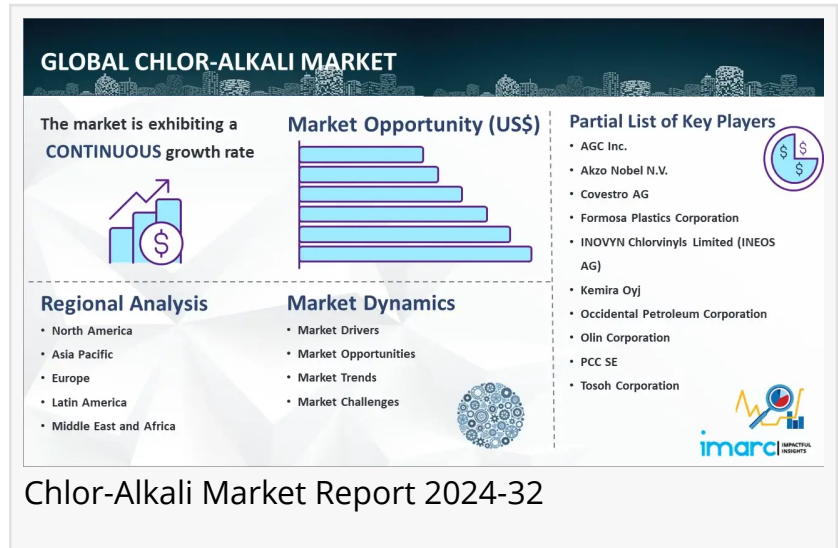 GLOBAL CHLOR-ALKALI MARKET
The market is exhibiting a
CONTINUOUS growth rate
$
Market Opportunity (US$)
Regional Analysis
• North America
• Asia Pacific
• Europe
• Latin America
• Middle East and Africa
Market Dynamics
• Market Drivers
• Market Opportunities
• Market Trends
• Market Challenges
Partial List of Key Players
$ $
$
• AGC Inc.
• Akzo Nobel N.V.
• Covestro AG
• Formosa Plastics Corporation
• INOVYN Chlorvinyls Limited (INEOS
AG)
• Kemira Oyj
• Occidental Petroleum Corporation
• Olin Corporation
• PCC SE
• Tosoh Corporation
imarc
IMPACTFUL
INSIGHTS
Chlor-Alkali Market Report 2024-32